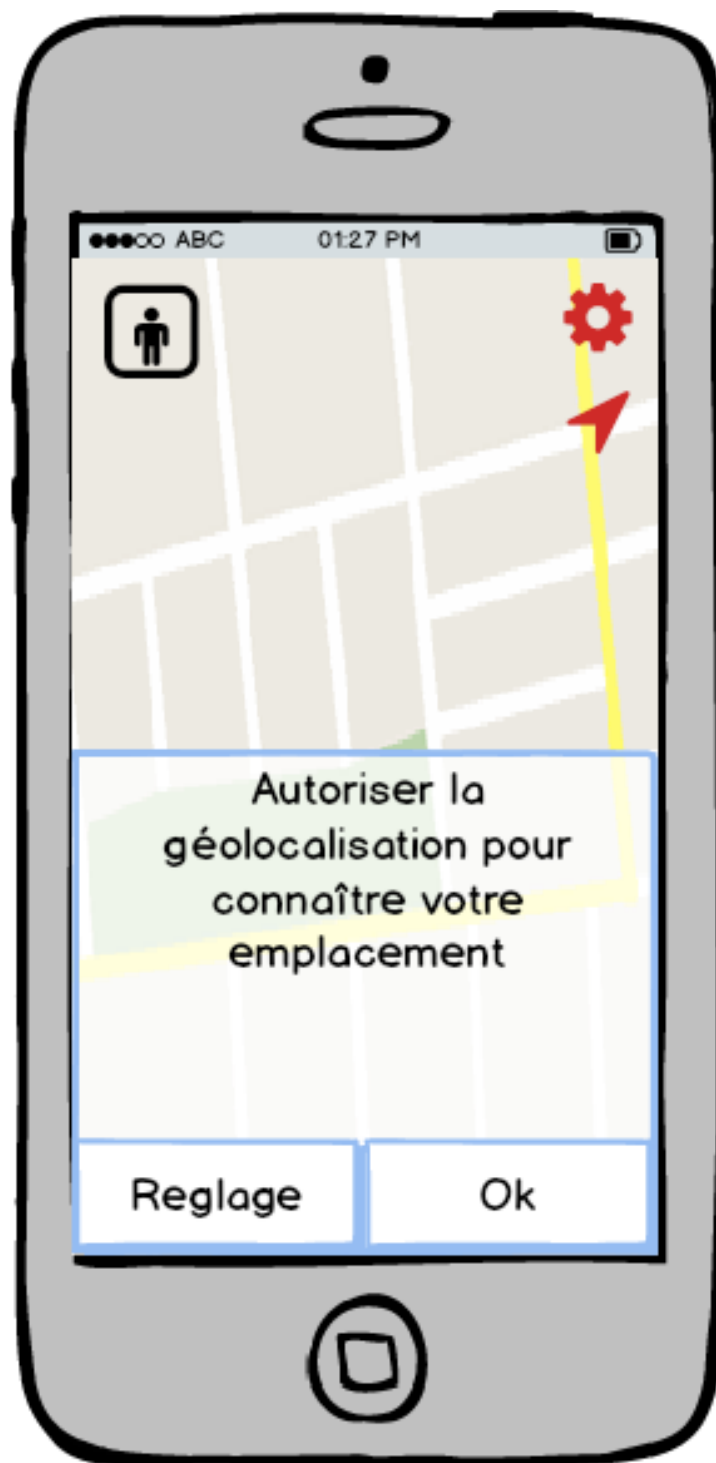 ABC 01:27 PM
Autoriser la
géolocalisation pour
connaître votre
emplacement
Reglage Ok